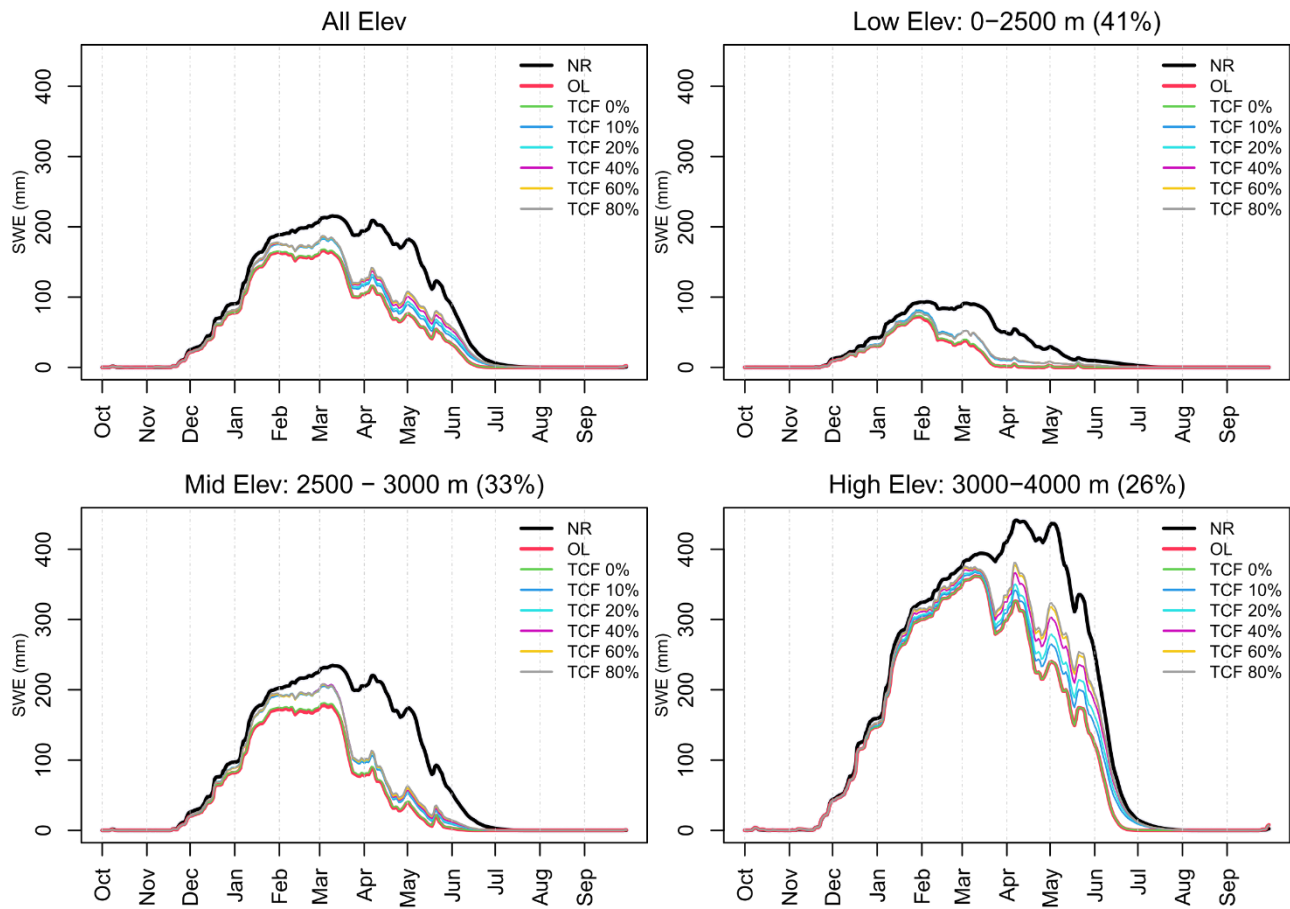 All Elev
SWE (mm)
400
300
200
100
0
NR
OL
TCF 0%
TCF 10%
TCF 20%
TCF 40%
TCF 60%
TCF 80%
Oct Nov Dec Jan Feb Mar Apr May Jun Jul Aug Sep
Low Elev: 0−2500 m (41%)
SWE (mm)
400
300
200
100
0
NR
OL
TCF 0%
TCF 10%
TCF 20%
TCF 40%
TCF 60%
TCF 80%
Oct Nov Dec Jan Feb Mar Apr May Jun Jul Aug Sep
Mid Elev: 2500 − 3000 m (33%)
SWE (mm)
400
300
200
100
0
NR
OL
TCF 0%
TCF 10%
TCF 20%
TCF 40%
TCF 60%
TCF 80%
Oct Nov Dec Jan Feb Mar Apr May Jun Jul Aug Sep
High Elev: 3000−4000 m (26%)
SWE (mm)
400
300
200
100
0
NR
OL
TCF 0%
TCF 10%
TCF 20%
TCF 40%
TCF 60%
TCF 80%
Oct Nov Dec Jan Feb Mar Apr May Jun Jul Aug Sep